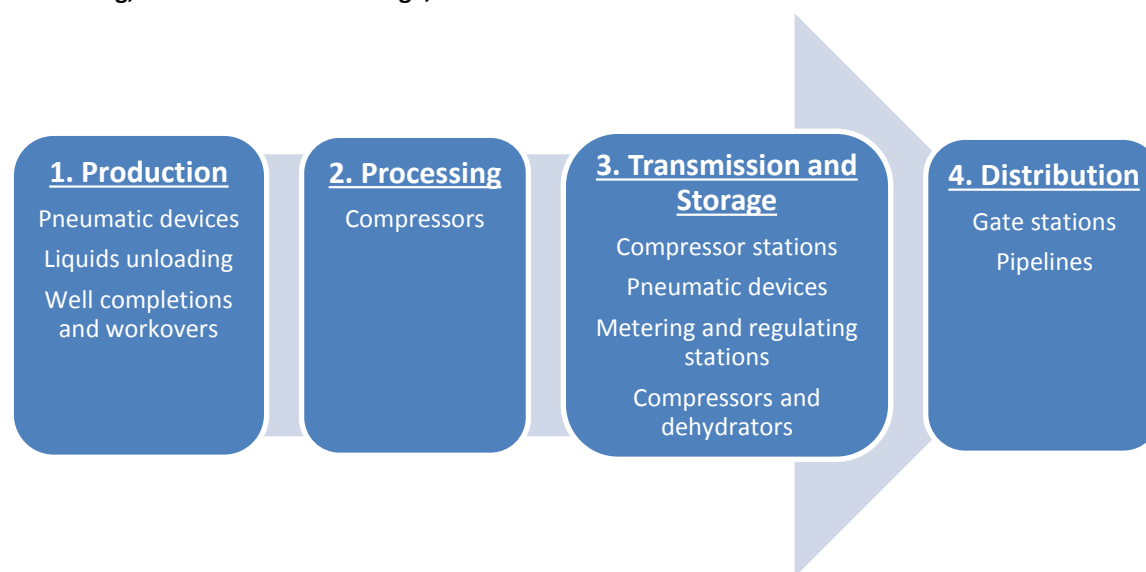 1. Production
Pneumatic devices
Liquids unloading
Well completions
and workovers
2. Processing
Compressors
3. Transmission and
Storage
Compressor stations
Pneumatic devices
Metering and regulating
stations
Compressors and
dehydrators
4. Distribution
Gate stations
Pipelines